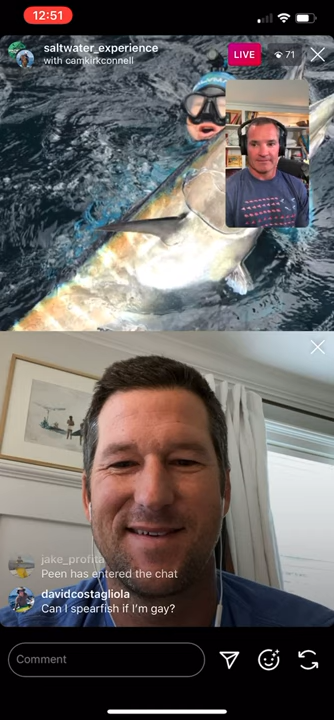 12:51
saltwater_experience
with camkirkconnell
LIVE
71
jake_profita
Peen has entered the chat
davidcostagliola
Can I spearfish if I'm gay?
Comment